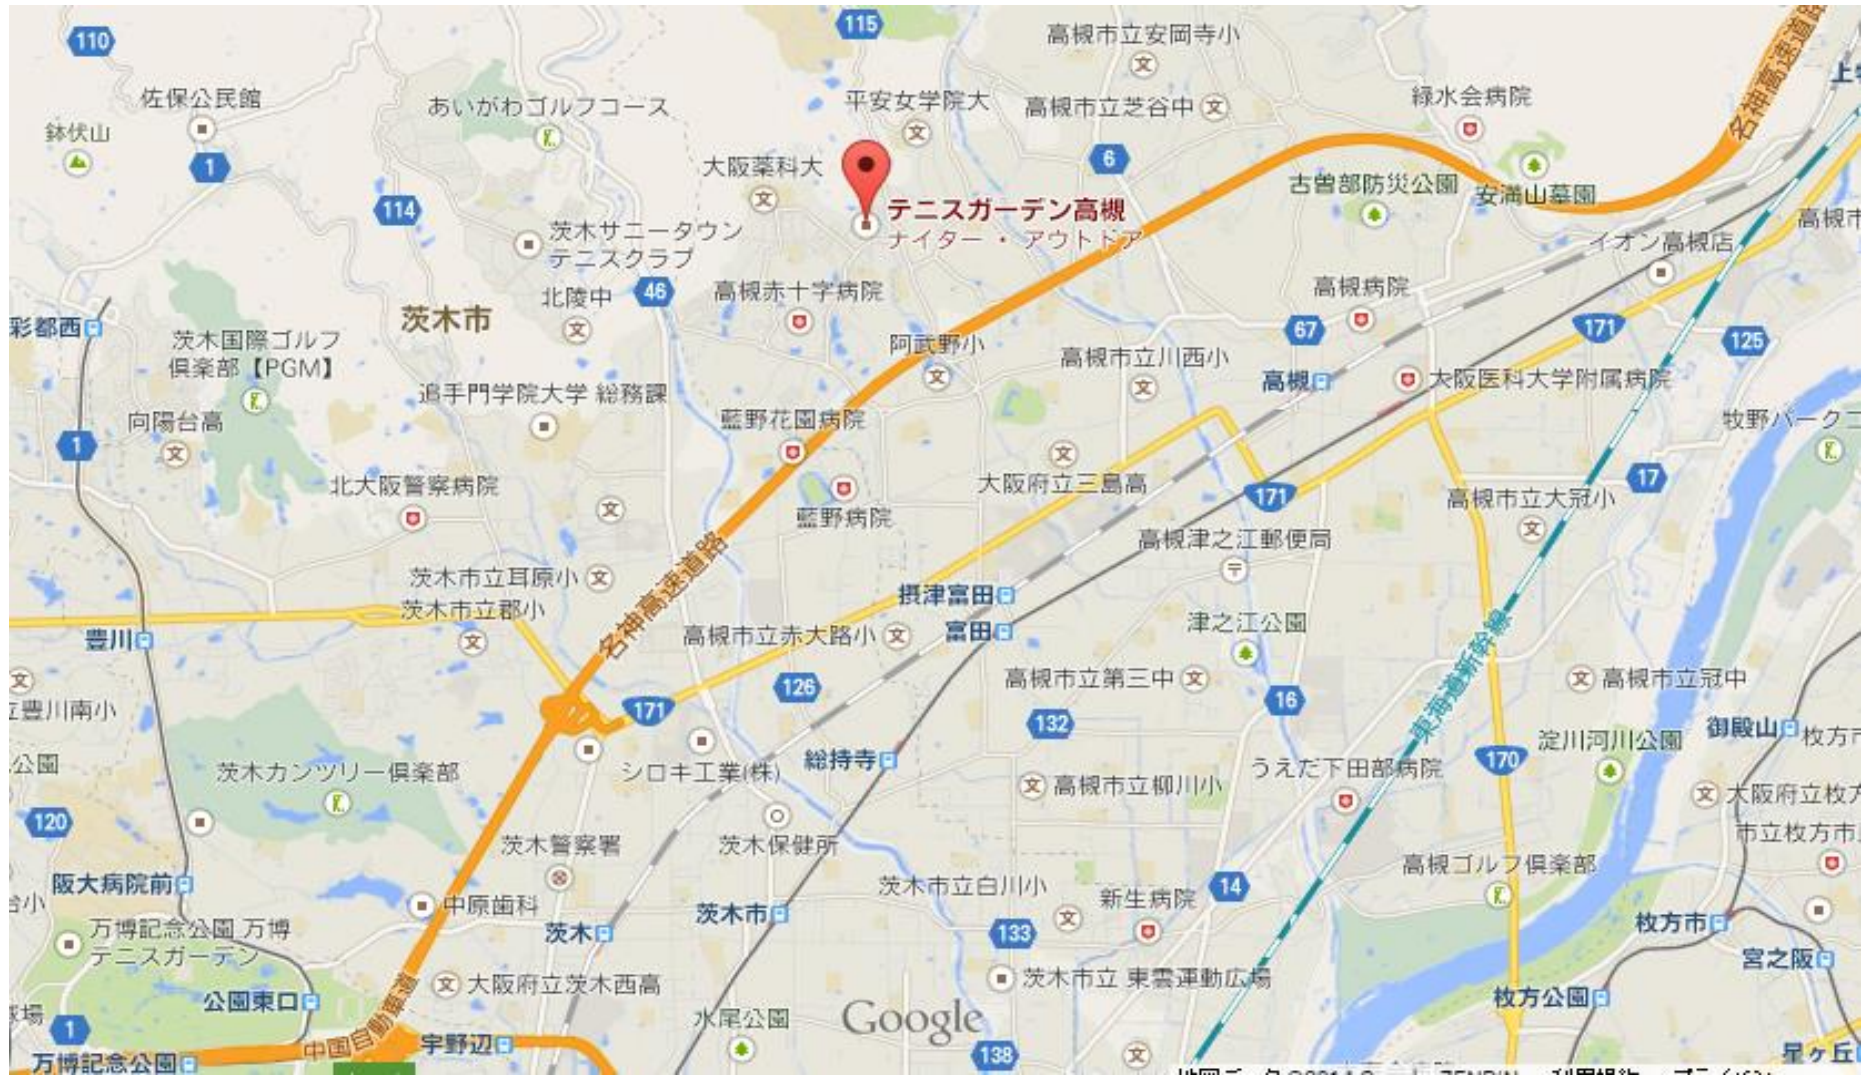 110
115
高槻市立安岡寺小
名神高速道路
佐保公民館
あいがわゴルフコース
平安女学院大
高槻市立芝谷中
緑水会病院
鉢伏山
1
大阪薬科大
6
114
テニスガーデン高槻
ナイター ・ アウトドア
古曽部防災公園
安満山墓園
茨木サニータウン
テニスクラブ
イオン高槻店
北陵中
46
高槻赤十字病院
高槻病院
茨木市
彩都西
茨木国際ゴルフ
倶楽部【PGM】
阿武野小
高槻市立川西小
67
171
125
高槻
大阪医科大学附属病院
追手門学院大学 総務課
向陽台高
藍野花園病院
1
北大阪警察病院
大阪府立三島高
171
17
高槻市立大冠小
藍野病院
高槻津之江郵便局
名神高速道路
茨木市立耳原小
茨木市立郡小
摂津富田
富田
津之江公園
豊川
高槻市立赤大路小
東海道新幹線
126
高槻市立第三中
16
高槻市立冠中
立豊川南小
171
132
御殿山
淀川河川公園
総持寺
170
うえだ下田部病院
茨木カンツリー倶楽部
シロキ工業(株)
高槻市立柳川小
120
茨木警察署
茨木保健所
高槻ゴルフ倶楽部
阪大病院前
中原歯科
茨木市立白川小
新生病院
14
茨木市
茨木
133
枚方市
万博記念公園 万博
テニスガーデン
宮之阪
大阪府立茨木西高
茨木市立 東雲運動広場
公園東口
枚方公園
中国自動車道
水尾公園
Google
1
宇野辺
138
万博記念公園
星ヶ丘